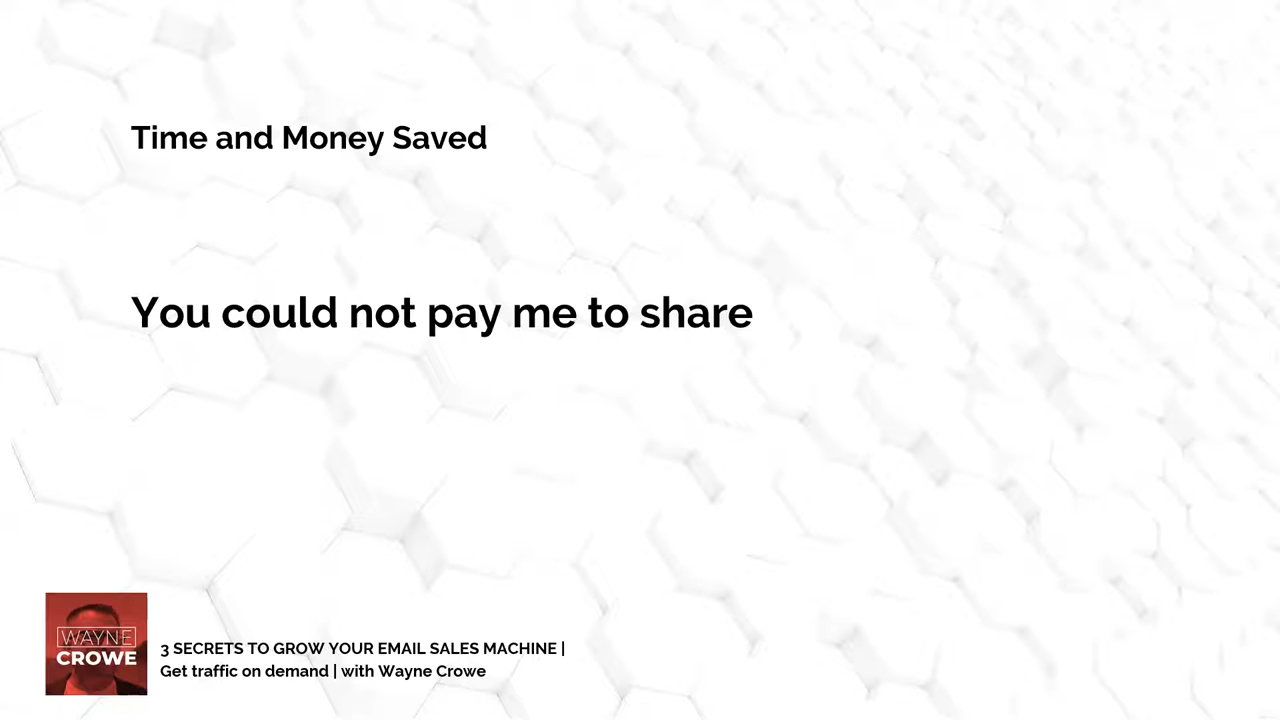 Time and Money Saved
You could not pay me to share
WAYNE
CROWE
3 SECRETS TO GROW YOUR EMAIL SALES MACHINE |
Get traffic on demand | with Wayne Crowe